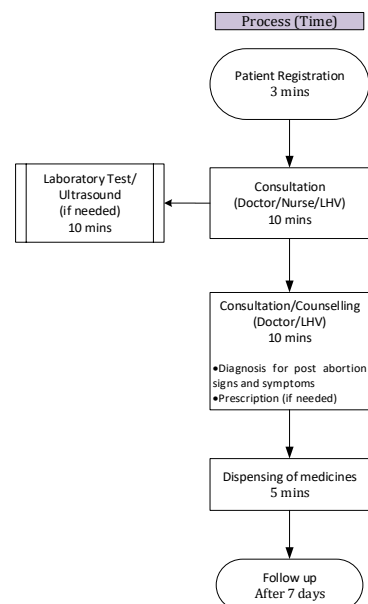 Process (Time)
Patient Registration
3 mins
Laboratory Test/
Ultrasound
(if needed)
10 mins
Consultation
(Doctor/Nurse/LHV)
10 mins
Consultation/Counselling
(Doctor/LHV)
10 mins
•Diagnosis for post abortion
signs and symptoms
•Prescription (if needed)
Dispensing of medicines
5 mins
Follow up
After 7 days